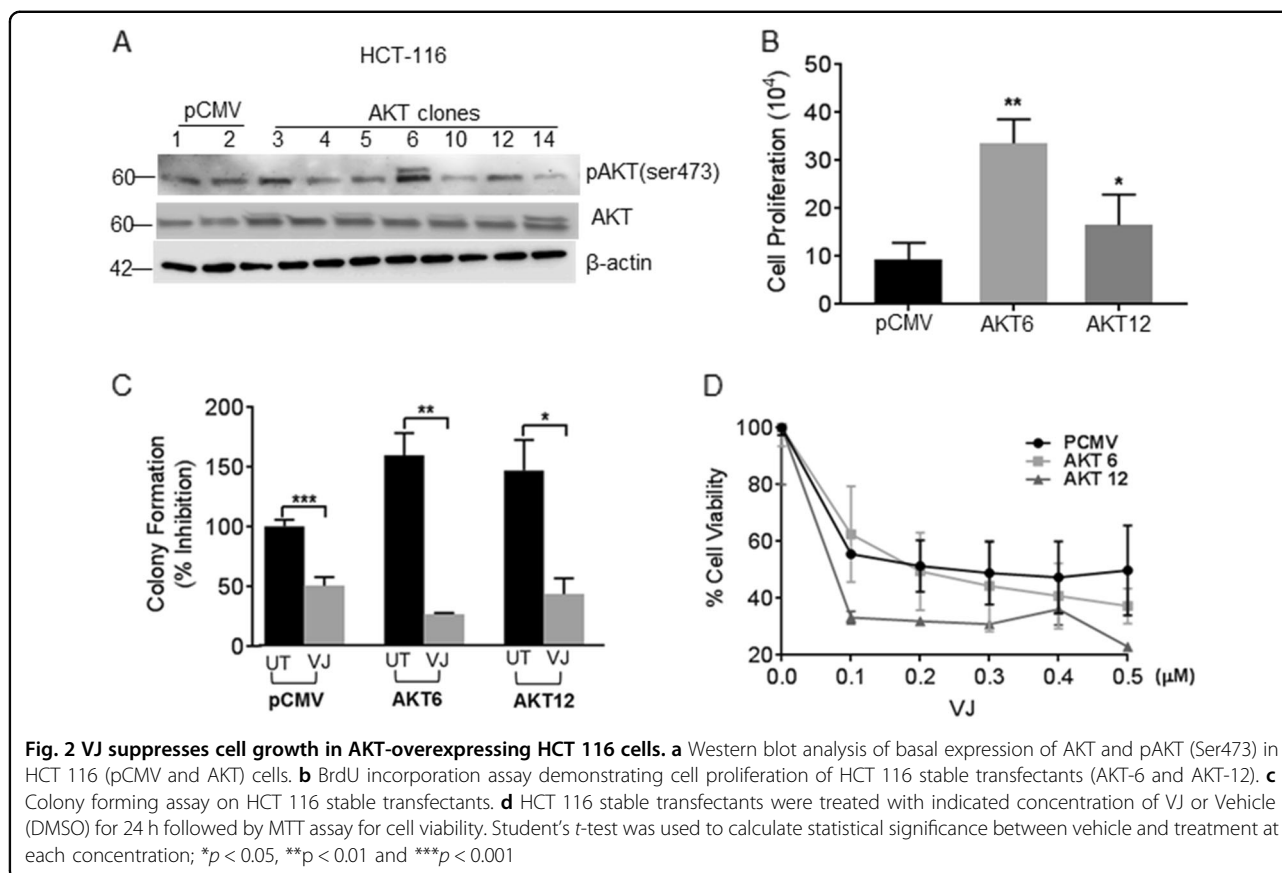 A
HCT-116
pCMV
AKT clones
1 2 3 4 5 6 10 12 14
60
pAKT(ser473)
60
AKT
42
β-actin
B
Cell Proliferation (10^4)
50
40
30
20
10
0
**
*
pCMV AKT6 AKT12
C
Colony Formation
(% Inhibition)
200
150
100
50
0
***
**
*
UT VJ UT VJ UT VJ
pCMV AKT6 AKT12
D
% Cell Viability
100
80
60
40
20
PCMV
AKT 6
AKT 12
0.0 0.1 0.2 0.3 0.4 0.5 (μM)
VJ
Fig. 2 VJ suppresses cell growth in AKT-overexpressing HCT 116 cells. a Western blot analysis of basal expression of AKT and pAKT (Ser473) in
HCT 116 (pCMV and AKT) cells. b BrdU incorporation assay demonstrating cell proliferation of HCT 116 stable transfectants (AKT-6 and AKT-12). c
Colony forming assay on HCT 116 stable transfectants. d HCT 116 stable transfectants were treated with indicated concentration of VJ or Vehicle
(DMSO) for 24 h followed by MTT assay for cell viability. Student's t-test was used to calculate statistical significance between vehicle and treatment at
each concentration; *p < 0.05, **p < 0.01 and ***p < 0.001